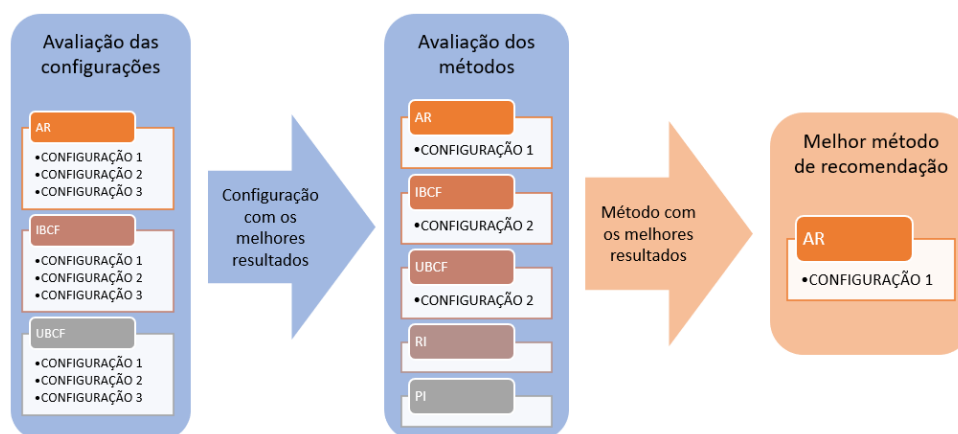 Avaliação das
configurações
AR
•CONFIGURAÇÃO 1
•CONFIGURAÇÃO 2
•CONFIGURAÇÃO 3
IBCF
•CONFIGURAÇÃO 1
•CONFIGURAÇÃO 2
•CONFIGURAÇÃO 3
UBCF
•CONFIGURAÇÃO 1
•CONFIGURAÇÃO 2
•CONFIGURAÇÃO 3
Configuração
com os
melhores
resultados
Avaliação dos
métodos
AR
•CONFIGURAÇÃO 1
IBCF
•CONFIGURAÇÃO 2
UBCF
•CONFIGURAÇÃO 2
RI
PI
Método com
os melhores
resultados
Melhor método
de recomendação
AR
•CONFIGURAÇÃO 1